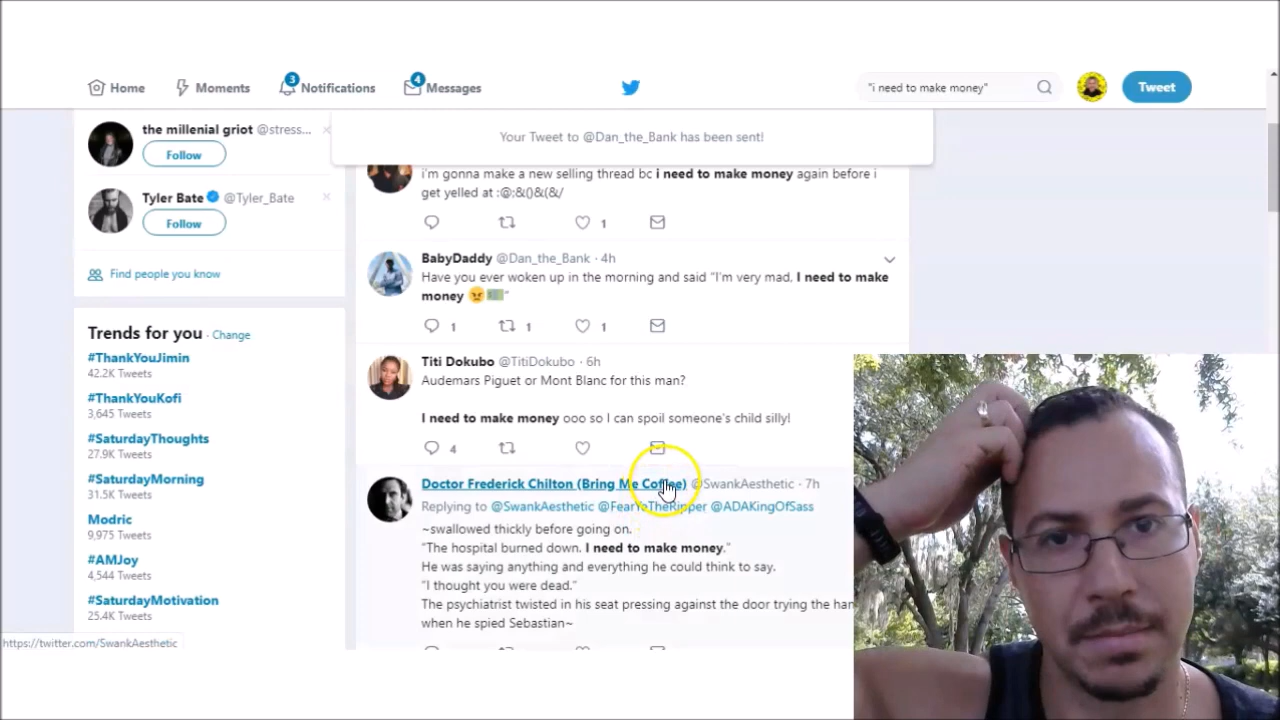 Home
Moments
3
Notifications
4
Messages
"i need to make money"
Tweet
the millenial griot @stress...
Follow
Tyler Bate @Tyler_Bate
Follow
Find people you know
Trends for you · Change
#ThankYouJimin
42.2K Tweets
#ThankYouKofi
3,645 Tweets
#SaturdayThoughts
27.9K Tweets
#SaturdayMorning
31.5K Tweets
Modric
9,975 Tweets
#AMJoy
4,544 Tweets
#SaturdayMotivation
25.4K Tweets
Your Tweet to @Dan_the_Bank has been sent!
i'm gonna make a new selling thread bc i need to make money again before i
get yelled at :@;&()&(&/
1
BabyDaddy @Dan_the_Bank · 4h
Have you ever woken up in the morning and said "I'm very mad, I need to make
money 😡💵"
1 1 1
Titi Dokubo @TitiDokubo · 6h
Audemars Piguet or Mont Blanc for this man?
I need to make money ooo so I can spoil someone's child silly!
4
Doctor Frederick Chilton (Bring Me Coffee) @SwankAesthetic · 7h
Replying to @SwankAesthetic @FearYoTheRipper @ADAKingOfSass
~swallowed thickly before going on.
"The hospital burned down. I need to make money."
He was saying anything and everything he could think to say.
"I thought you were dead."
The psychiatrist twisted in his seat pressing against the door trying the han
when he spied Sebastian~
https://twitter.com/SwankAesthetic